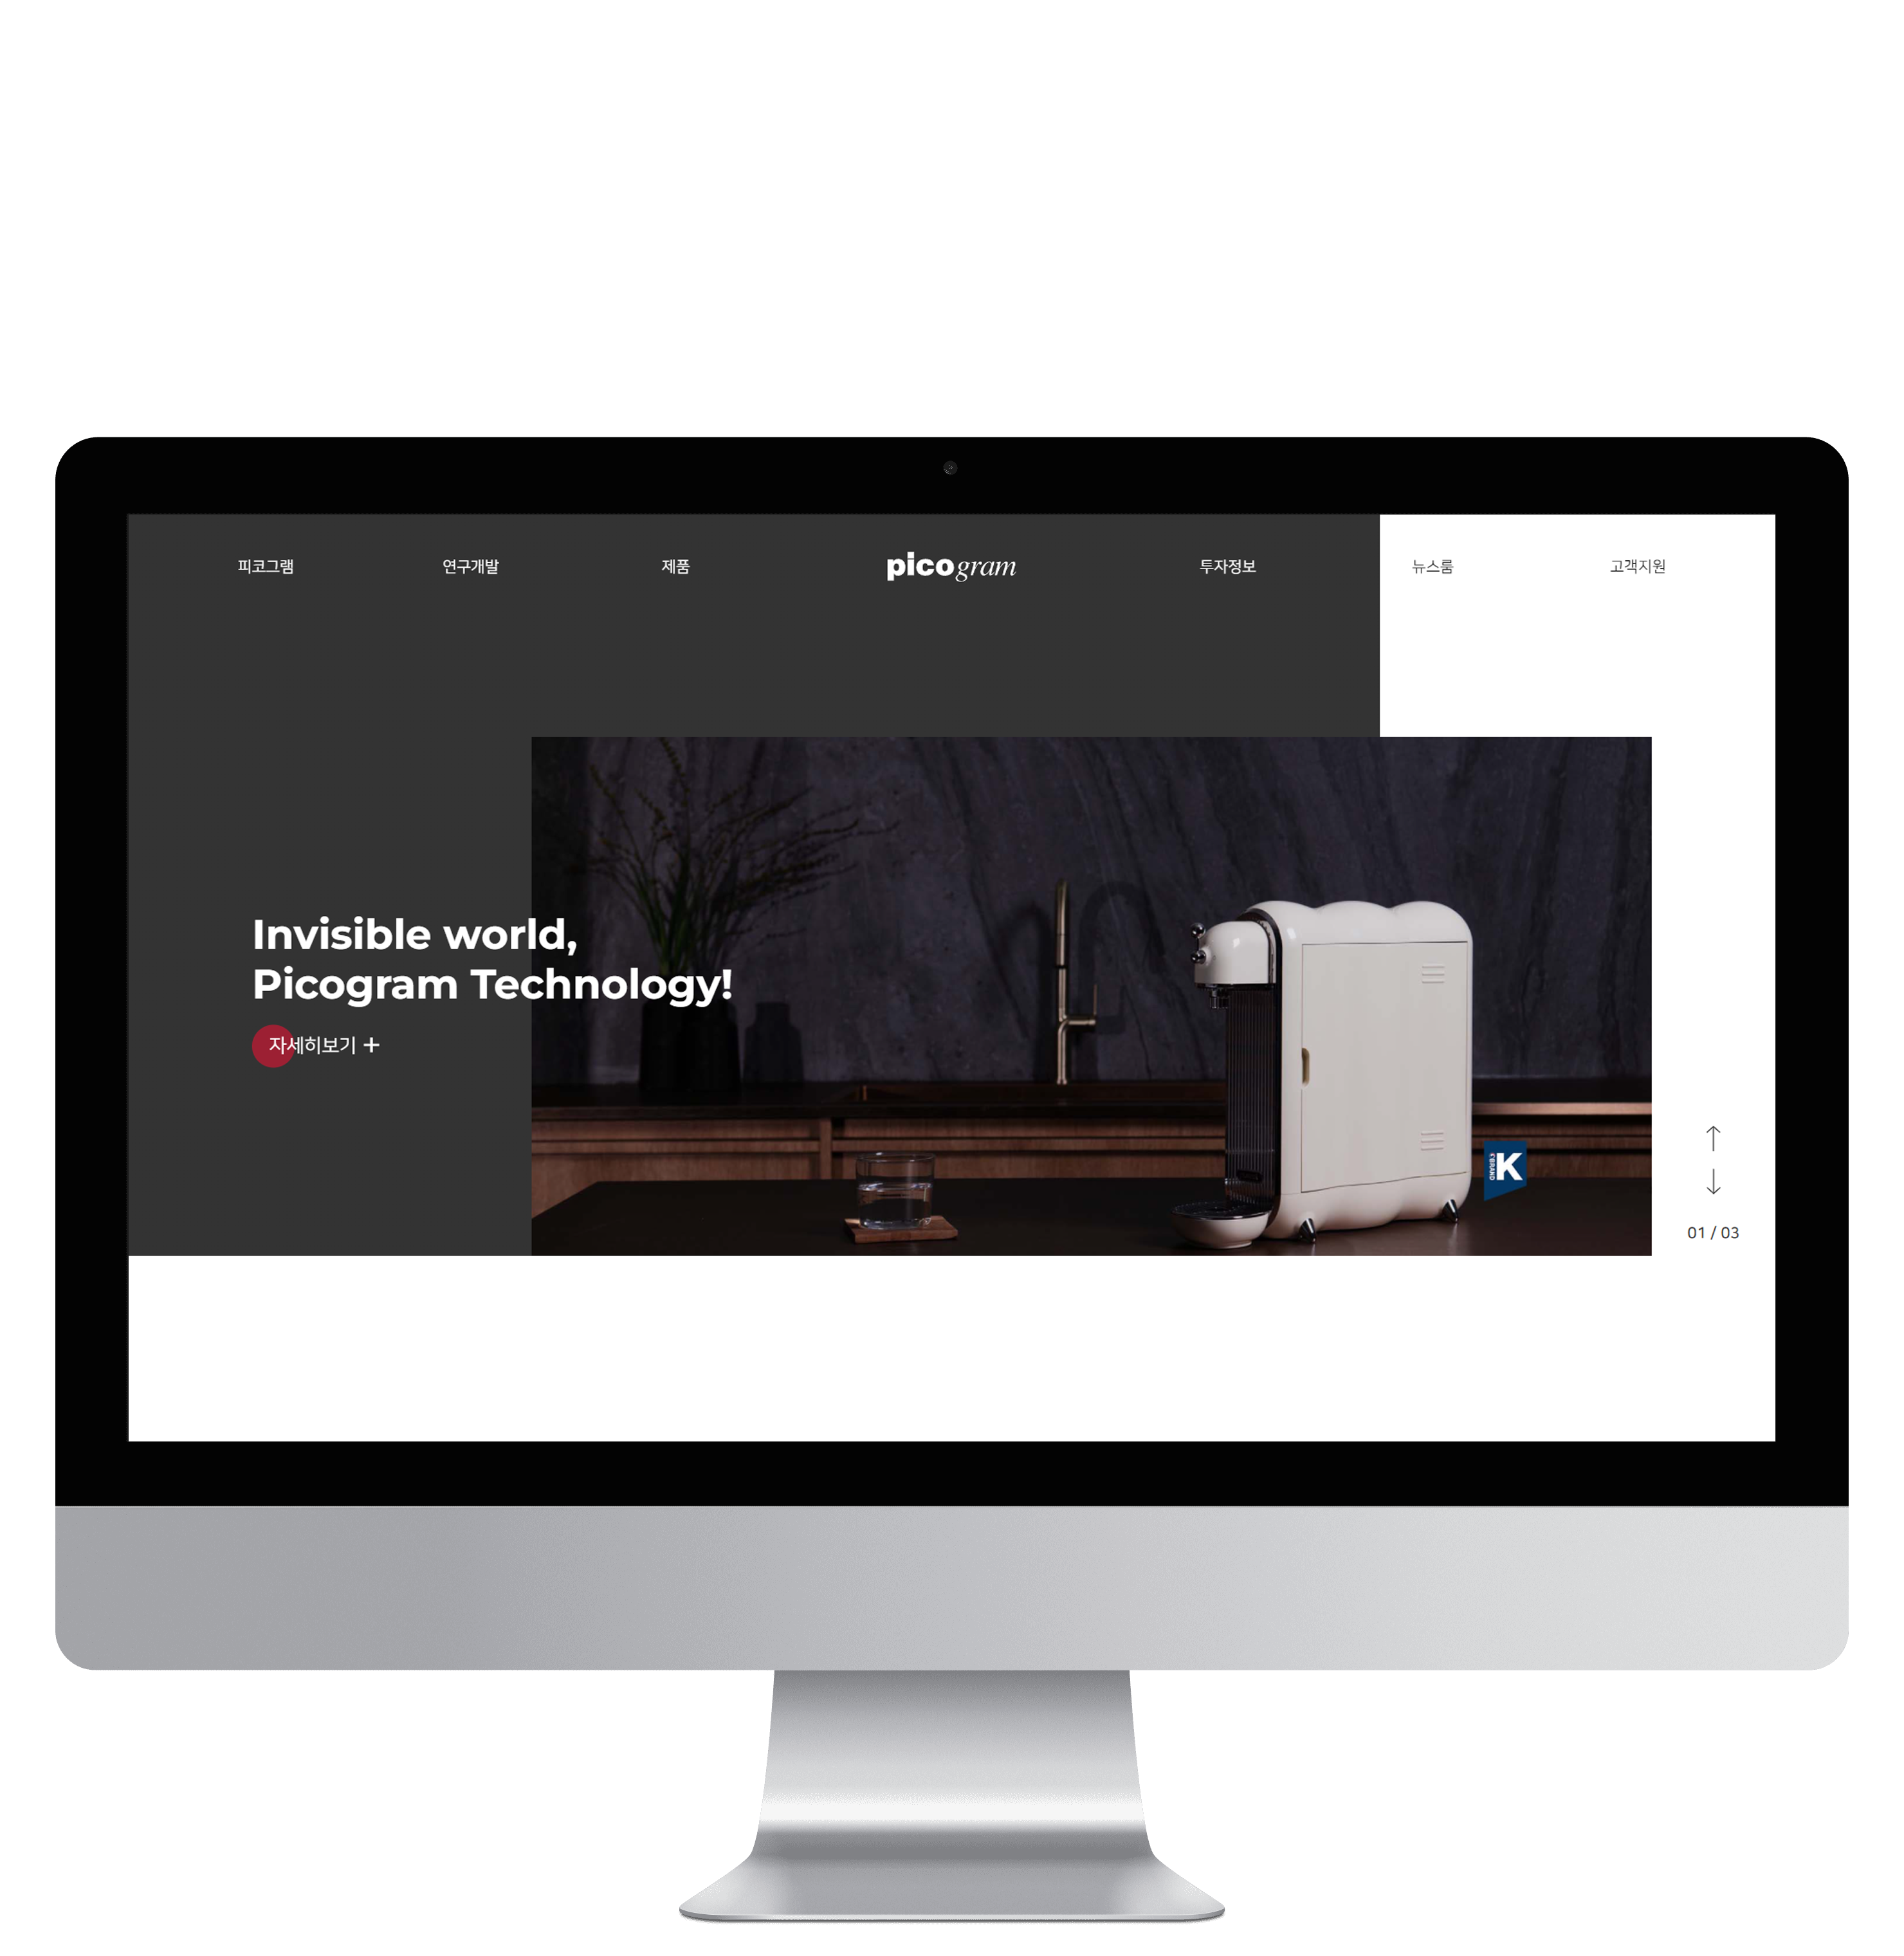 피코그램
연구개발
제품
picogram
투자정보
뉴스룸
고객지원
Invisible world,
Picogram Technology!
자세히보기 +
K·BRAND
K
01 / 03